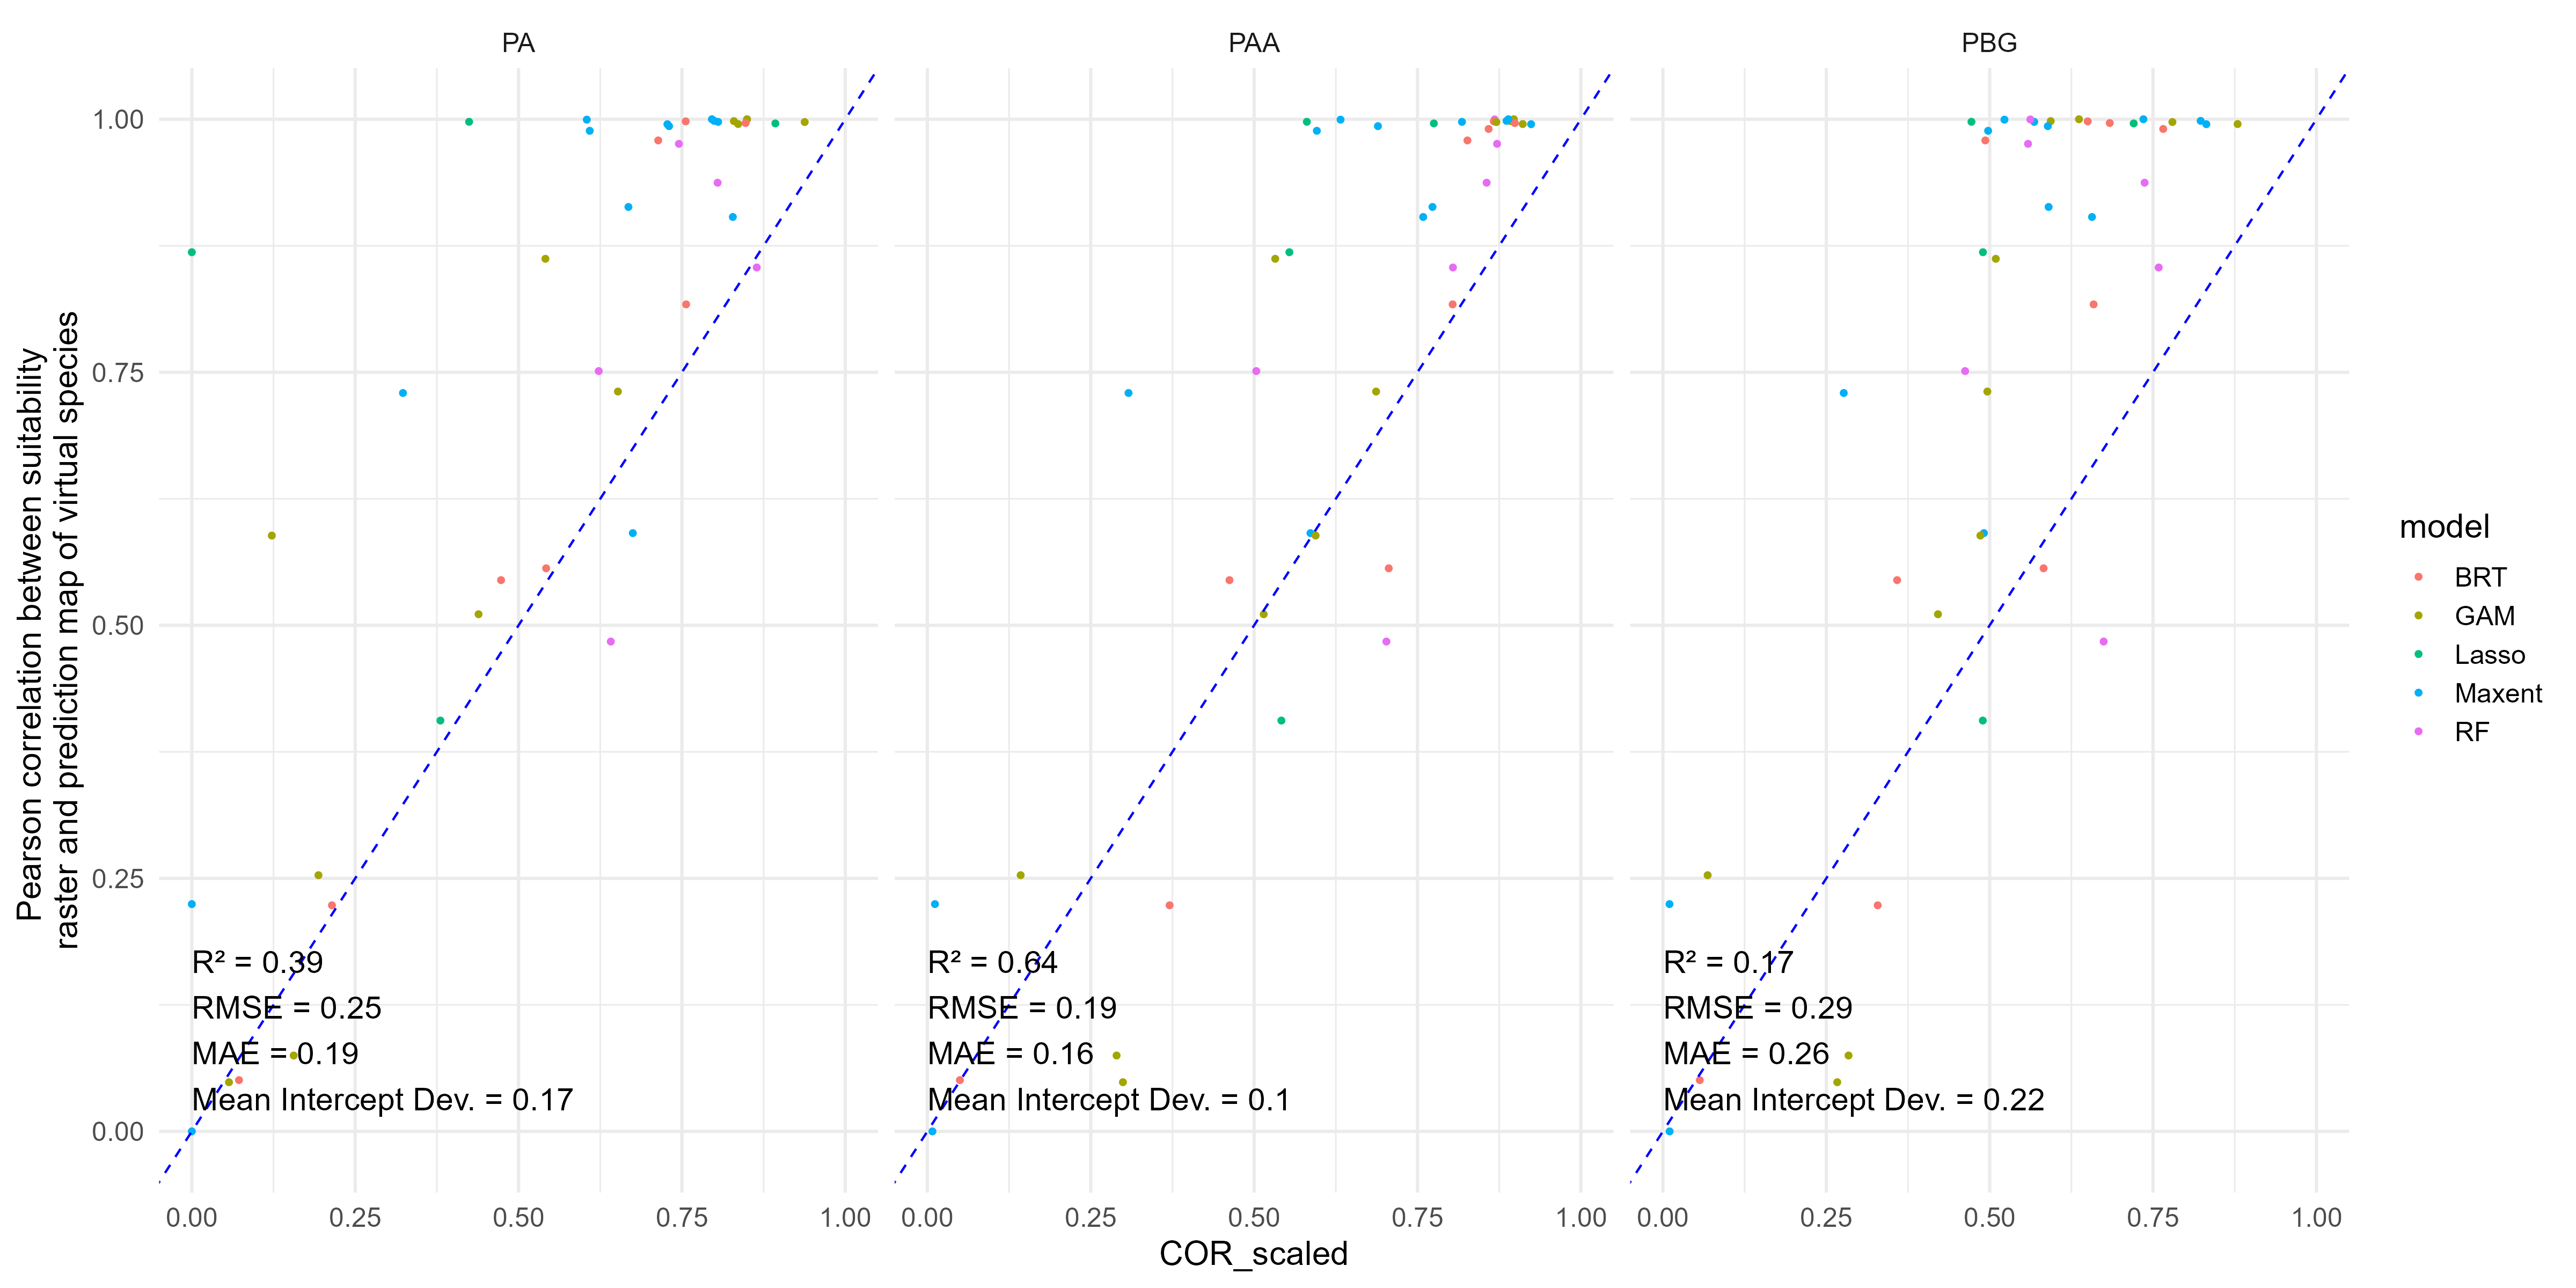 PA
PAA
PBG
Pearson correlation between suitability
raster and prediction map of virtual species
1.00
0.75
0.50
0.25
0.00
R² = 0.39
RMSE = 0.25
MAE = 0.19
Mean Intercept Dev. = 0.17
R² = 0.64
RMSE = 0.19
MAE = 0.16
Mean Intercept Dev. = 0.1
R² = 0.17
RMSE = 0.29
MAE = 0.26
Mean Intercept Dev. = 0.22
0.00 0.25 0.50 0.75 1.00
0.00 0.25 0.50 0.75 1.00
0.00 0.25 0.50 0.75 1.00
COR_scaled
model
BRT
GAM
Lasso
Maxent
RF